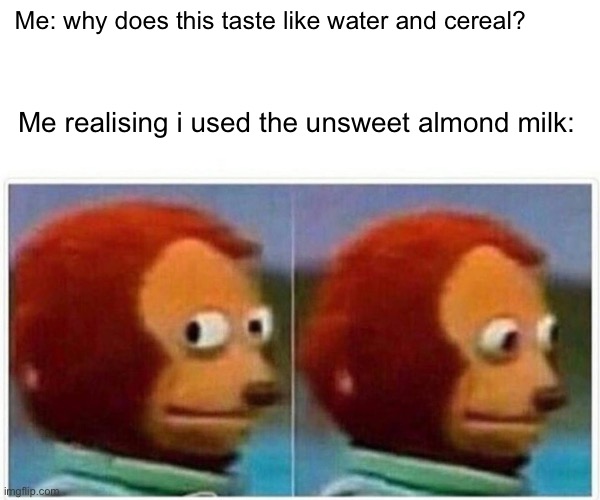 Me: why does this taste like water and cereal?
Me realising i used the unsweet almond milk:
imgflip.com